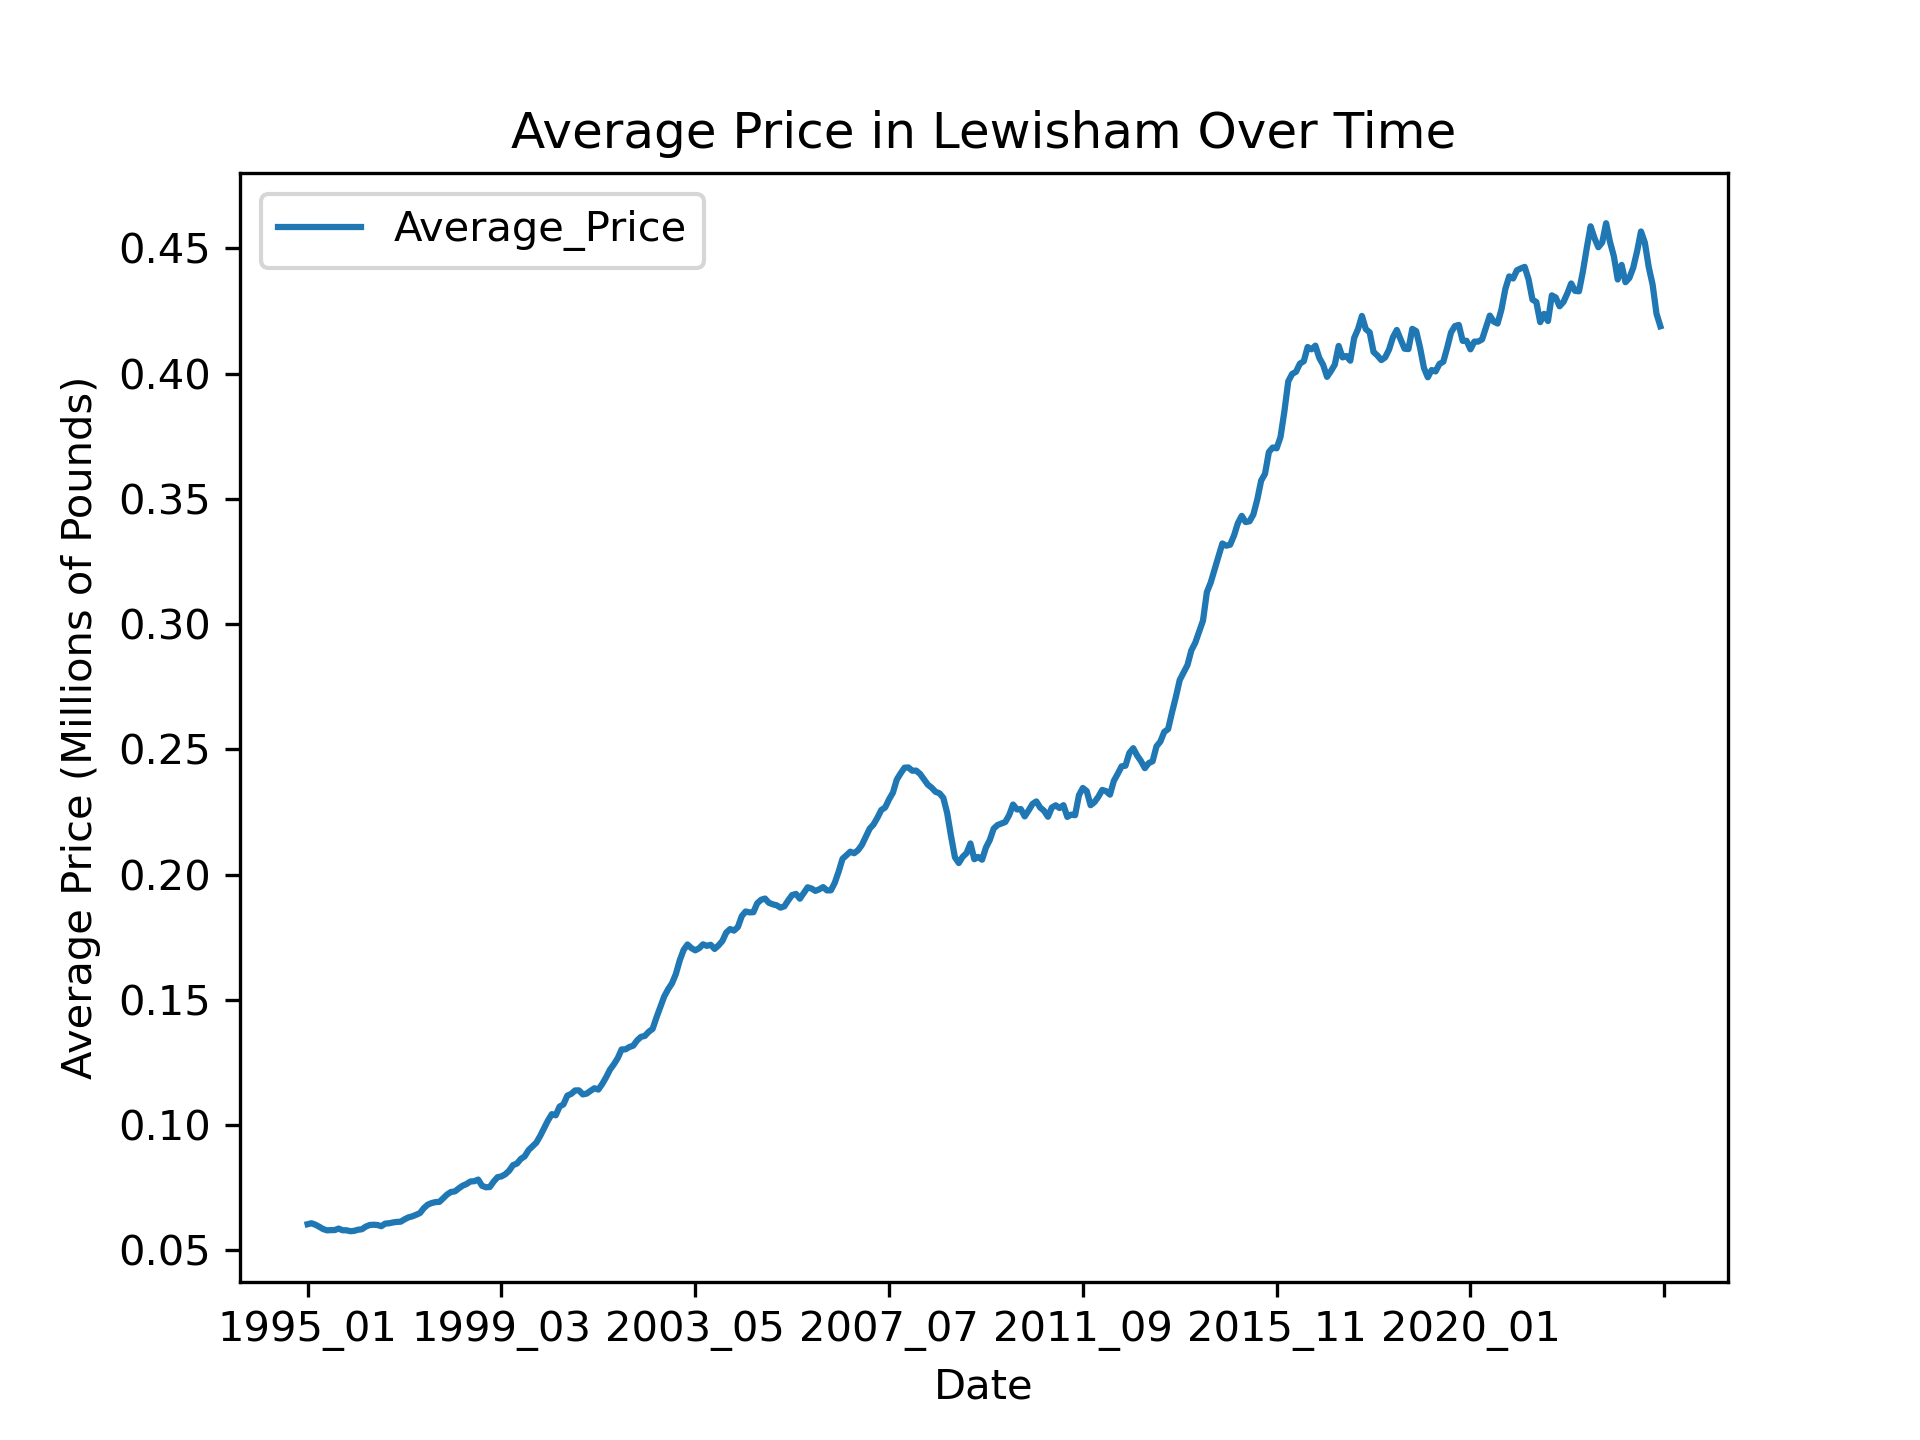 Average Price in Lewisham Over Time
Average_Price
0.45
0.40
0.35
0.30
0.25
0.20
0.15
0.10
0.05
Average Price (Millions of Pounds)
1995_01 1999_03 2003_05 2007_07 2011_09 2015_11 2020_01
Date